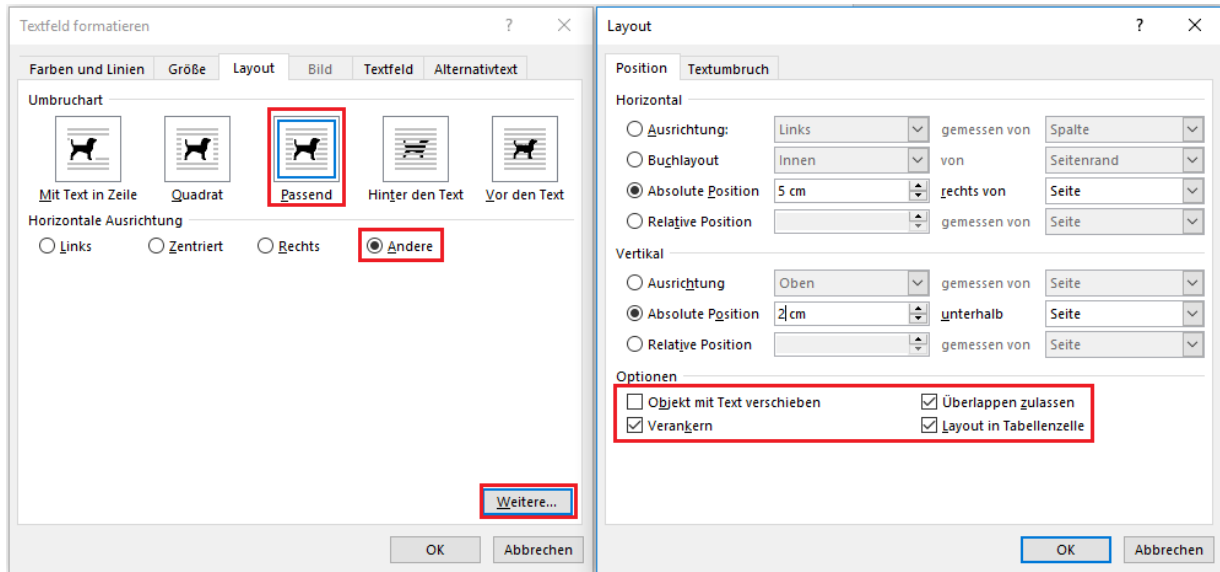 Textfeld formatieren ? ×
Farben und Linien Größe Layout Bild Textfeld Alternativtext
Umbruchart
Mit Text in Zeile Quadrat Passend Hinter den Text Vor den Text
Horizontale Ausrichtung
Links Zentriert Rechts Andere
Weitere...
OK Abbrechen
Layout ? ×
Position Textumbruch
Horizontal
Ausrichtung: Links gemessen von Spalte
Buchlayout Innen von Seitenrand
Absolute Position 5 cm rechts von Seite
Relative Position gemessen von Seite
Vertikal
Ausrichtung Oben gemessen von Seite
Absolute Position 2 cm unterhalb Seite
Relative Position gemessen von Seite
Optionen
Objekt mit Text verschieben Überlappen zulassen
Verankern Layout in Tabellenzelle
OK Abbrechen